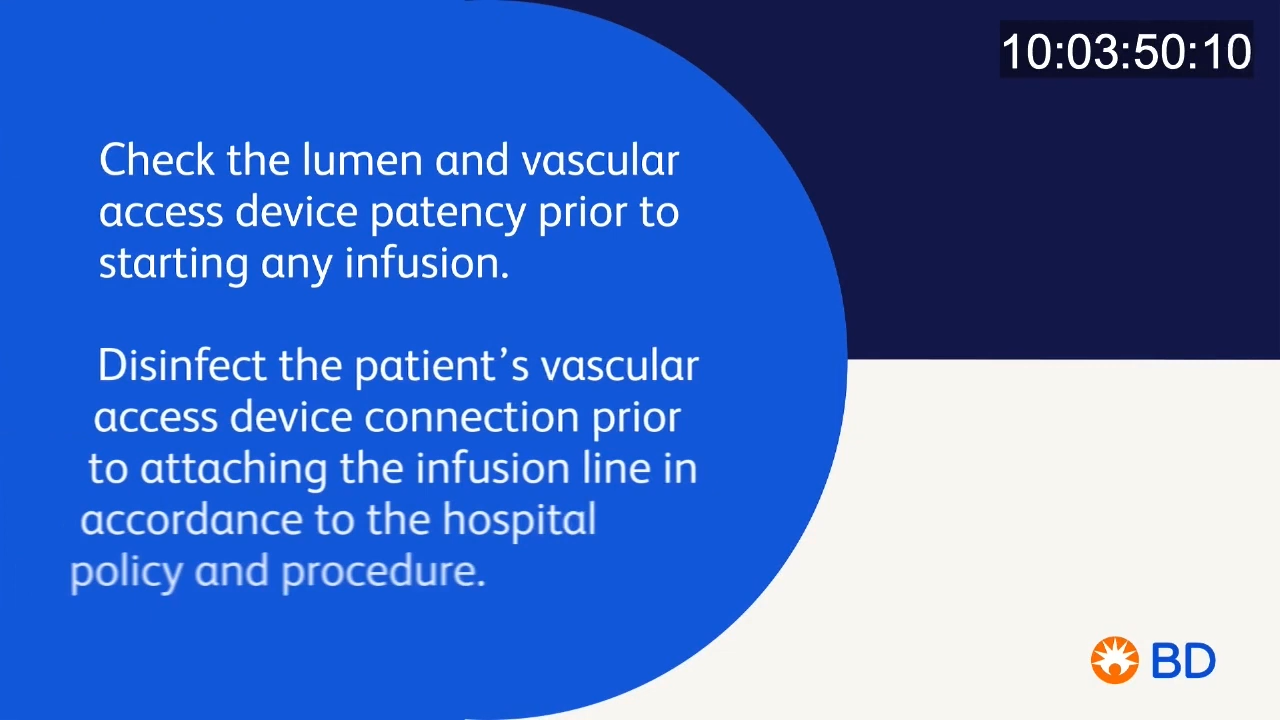 10:03:50:10
Check the lumen and vascular
access device patency prior to
starting any infusion.
Disinfect the patient’s vascular
access device connection prior
to attaching the infusion line in
accordance to the hospital
policy and procedure.
BD